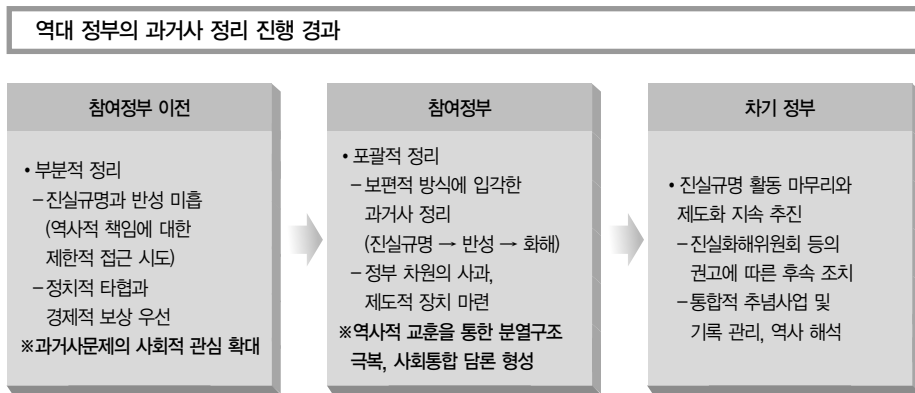 역대 정부의 과거사 정리 진행 경과
참여정부 이전
• 부분적 정리
–진실규명과 반성 미흡
(역사적 책임에 대한
제한적 접근 시도)
–정치적 타협과
경제적 보상 우선
※과거사문제의 사회적 관심 확대
참여정부
• 포괄적 정리
–보편적 방식에 입각한
과거사 정리
(진실규명 → 반성 → 화해)
–정부 차원의 사과,
제도적 장치 마련
※역사적 교훈을 통한 분열구조
극복, 사회통합 담론 형성
차기 정부
• 진실규명 활동 마무리와
제도화 지속 추진
–진실화해위원회 등의
권고에 따른 후속 조치
–통합적 추념사업 및
기록 관리, 역사 해석